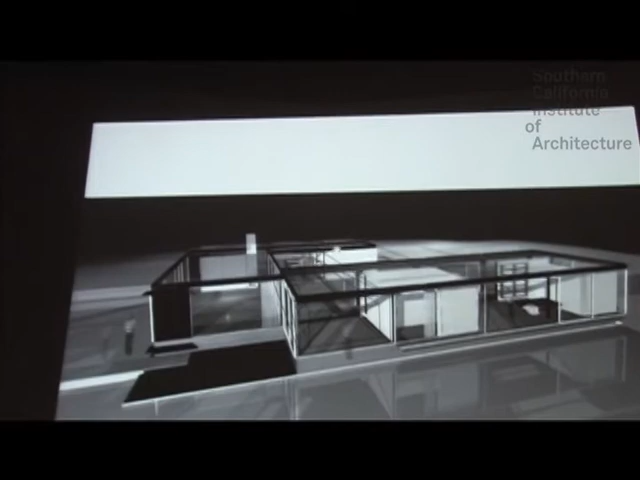 Southern
California
Institute
of
Architecture